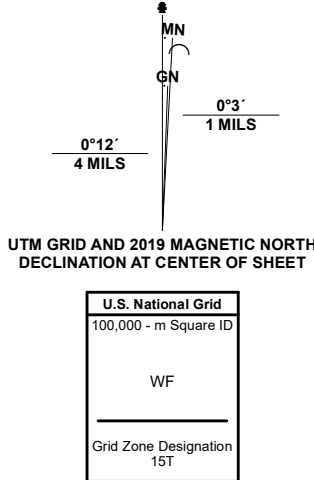 MN
GN
0°3´
1 MILS
0°12´
4 MILS
UTM GRID AND 2019 MAGNETIC NORTH
DECLINATION AT CENTER OF SHEET
U.S. National Grid
100,000 - m Square ID
WF
Grid Zone Designation
15T